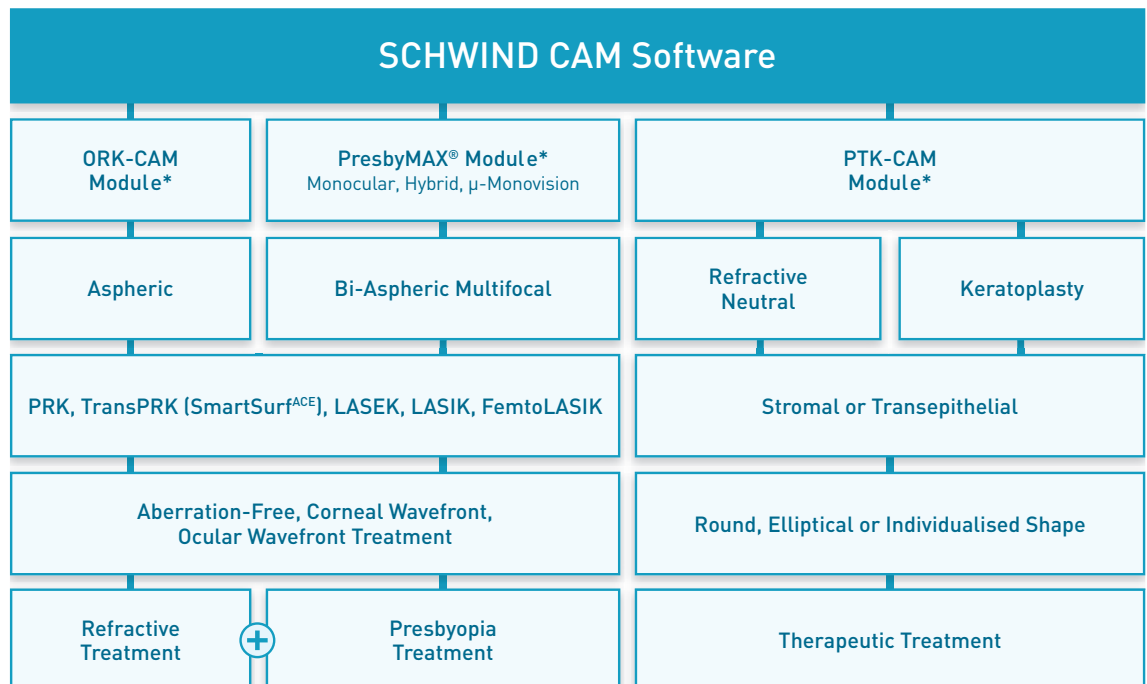 SCHWIND CAM Software
ORK-CAM
Module*
PresbyMAX® Module*
Monocular, Hybrid, µ-Monovision
PTK-CAM
Module*
Aspheric
Bi-Aspheric Multifocal
Refractive
Neutral
Keratoplasty
PRK, TransPRK (SmartSurfACE), LASEK, LASIK, FemtoLASIK
Stromal or Transepithelial
Aberration-Free, Corneal Wavefront,
Ocular Wavefront Treatment
Round, Elliptical or Individualised Shape
Refractive
Treatment
+
Presbyopia
Treatment
Therapeutic Treatment